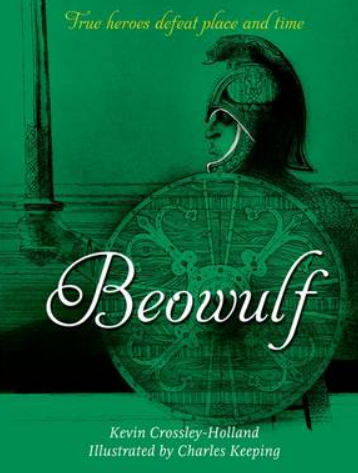 True heroes defeat place and time
Beowulf
Kevin Crossley-Holland
Illustrated by Charles Keeping